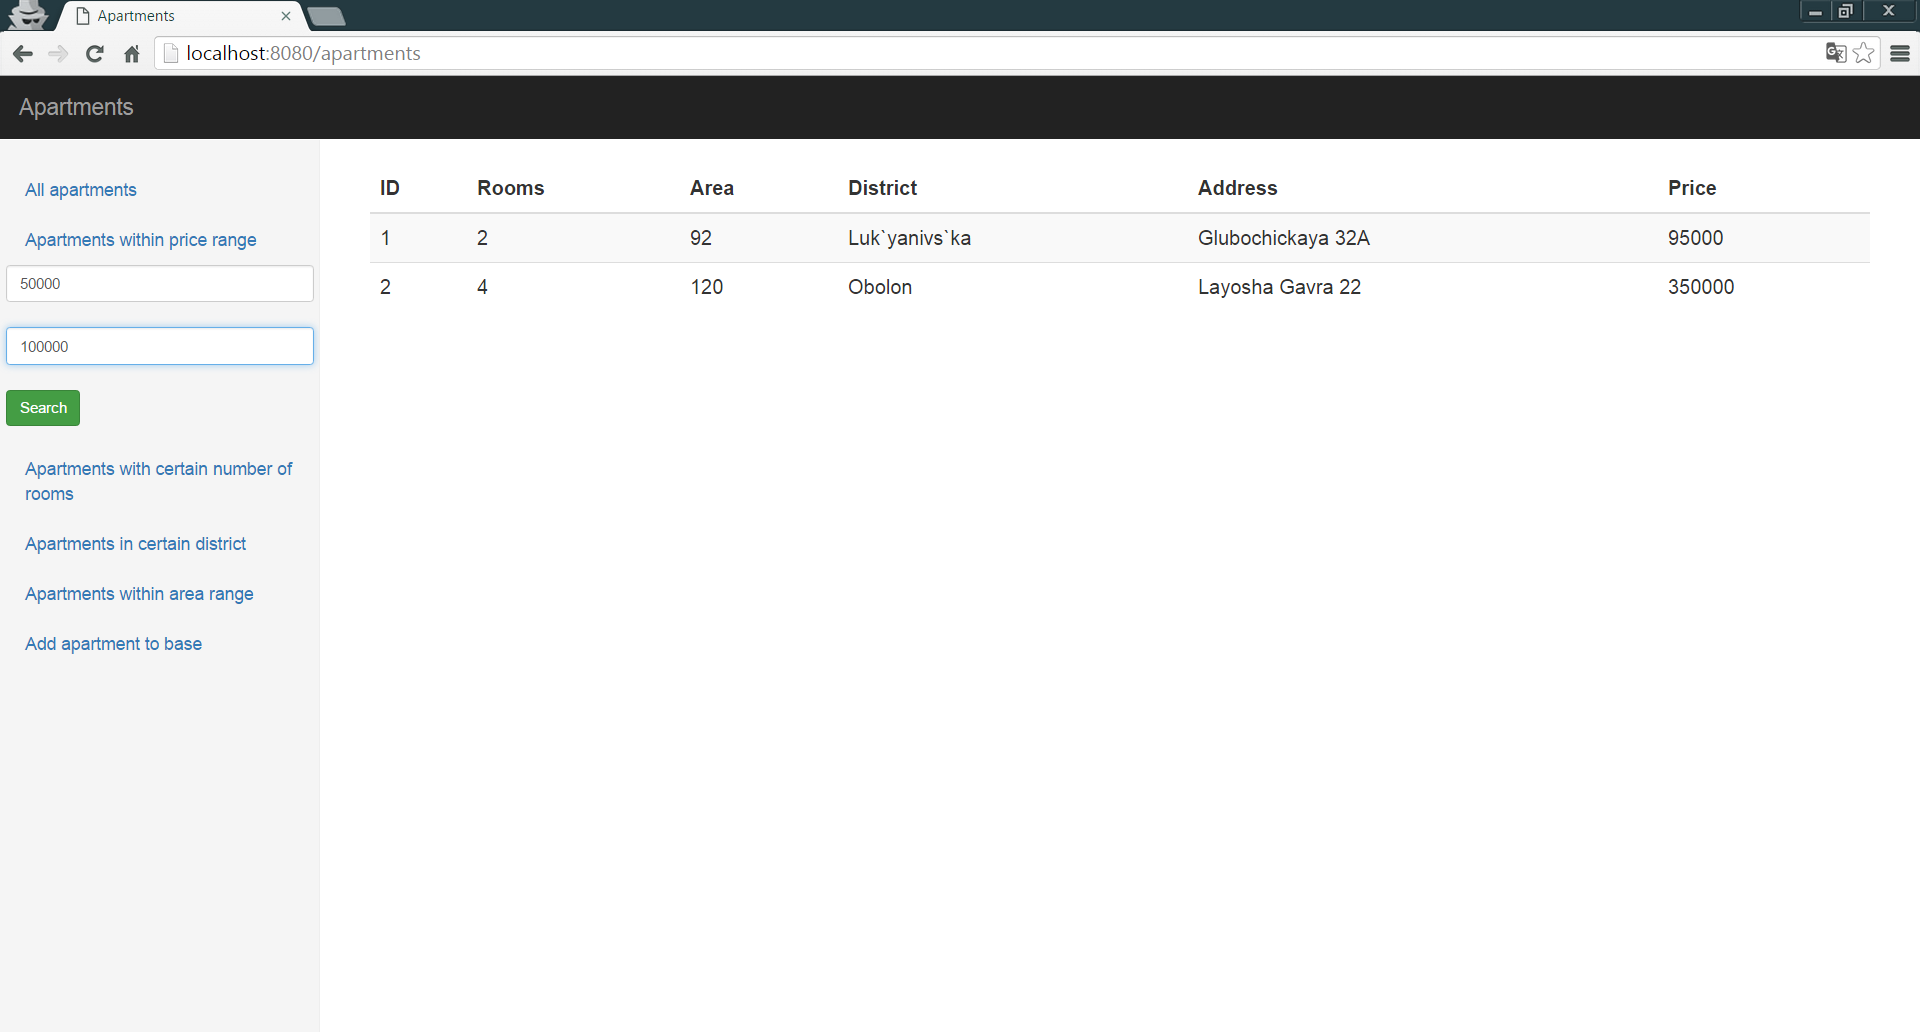 Apartments
localhost:8080/apartments
Apartments
All apartments
Apartments within price range
50000
100000
Search
Apartments with certain number of
rooms
Apartments in certain district
Apartments within area range
Add apartment to base
ID Rooms Area District Address Price
1 2 92 Luk`yanivs`ka Glubochickaya 32A 95000
2 4 120 Obolon Layosha Gavra 22 350000